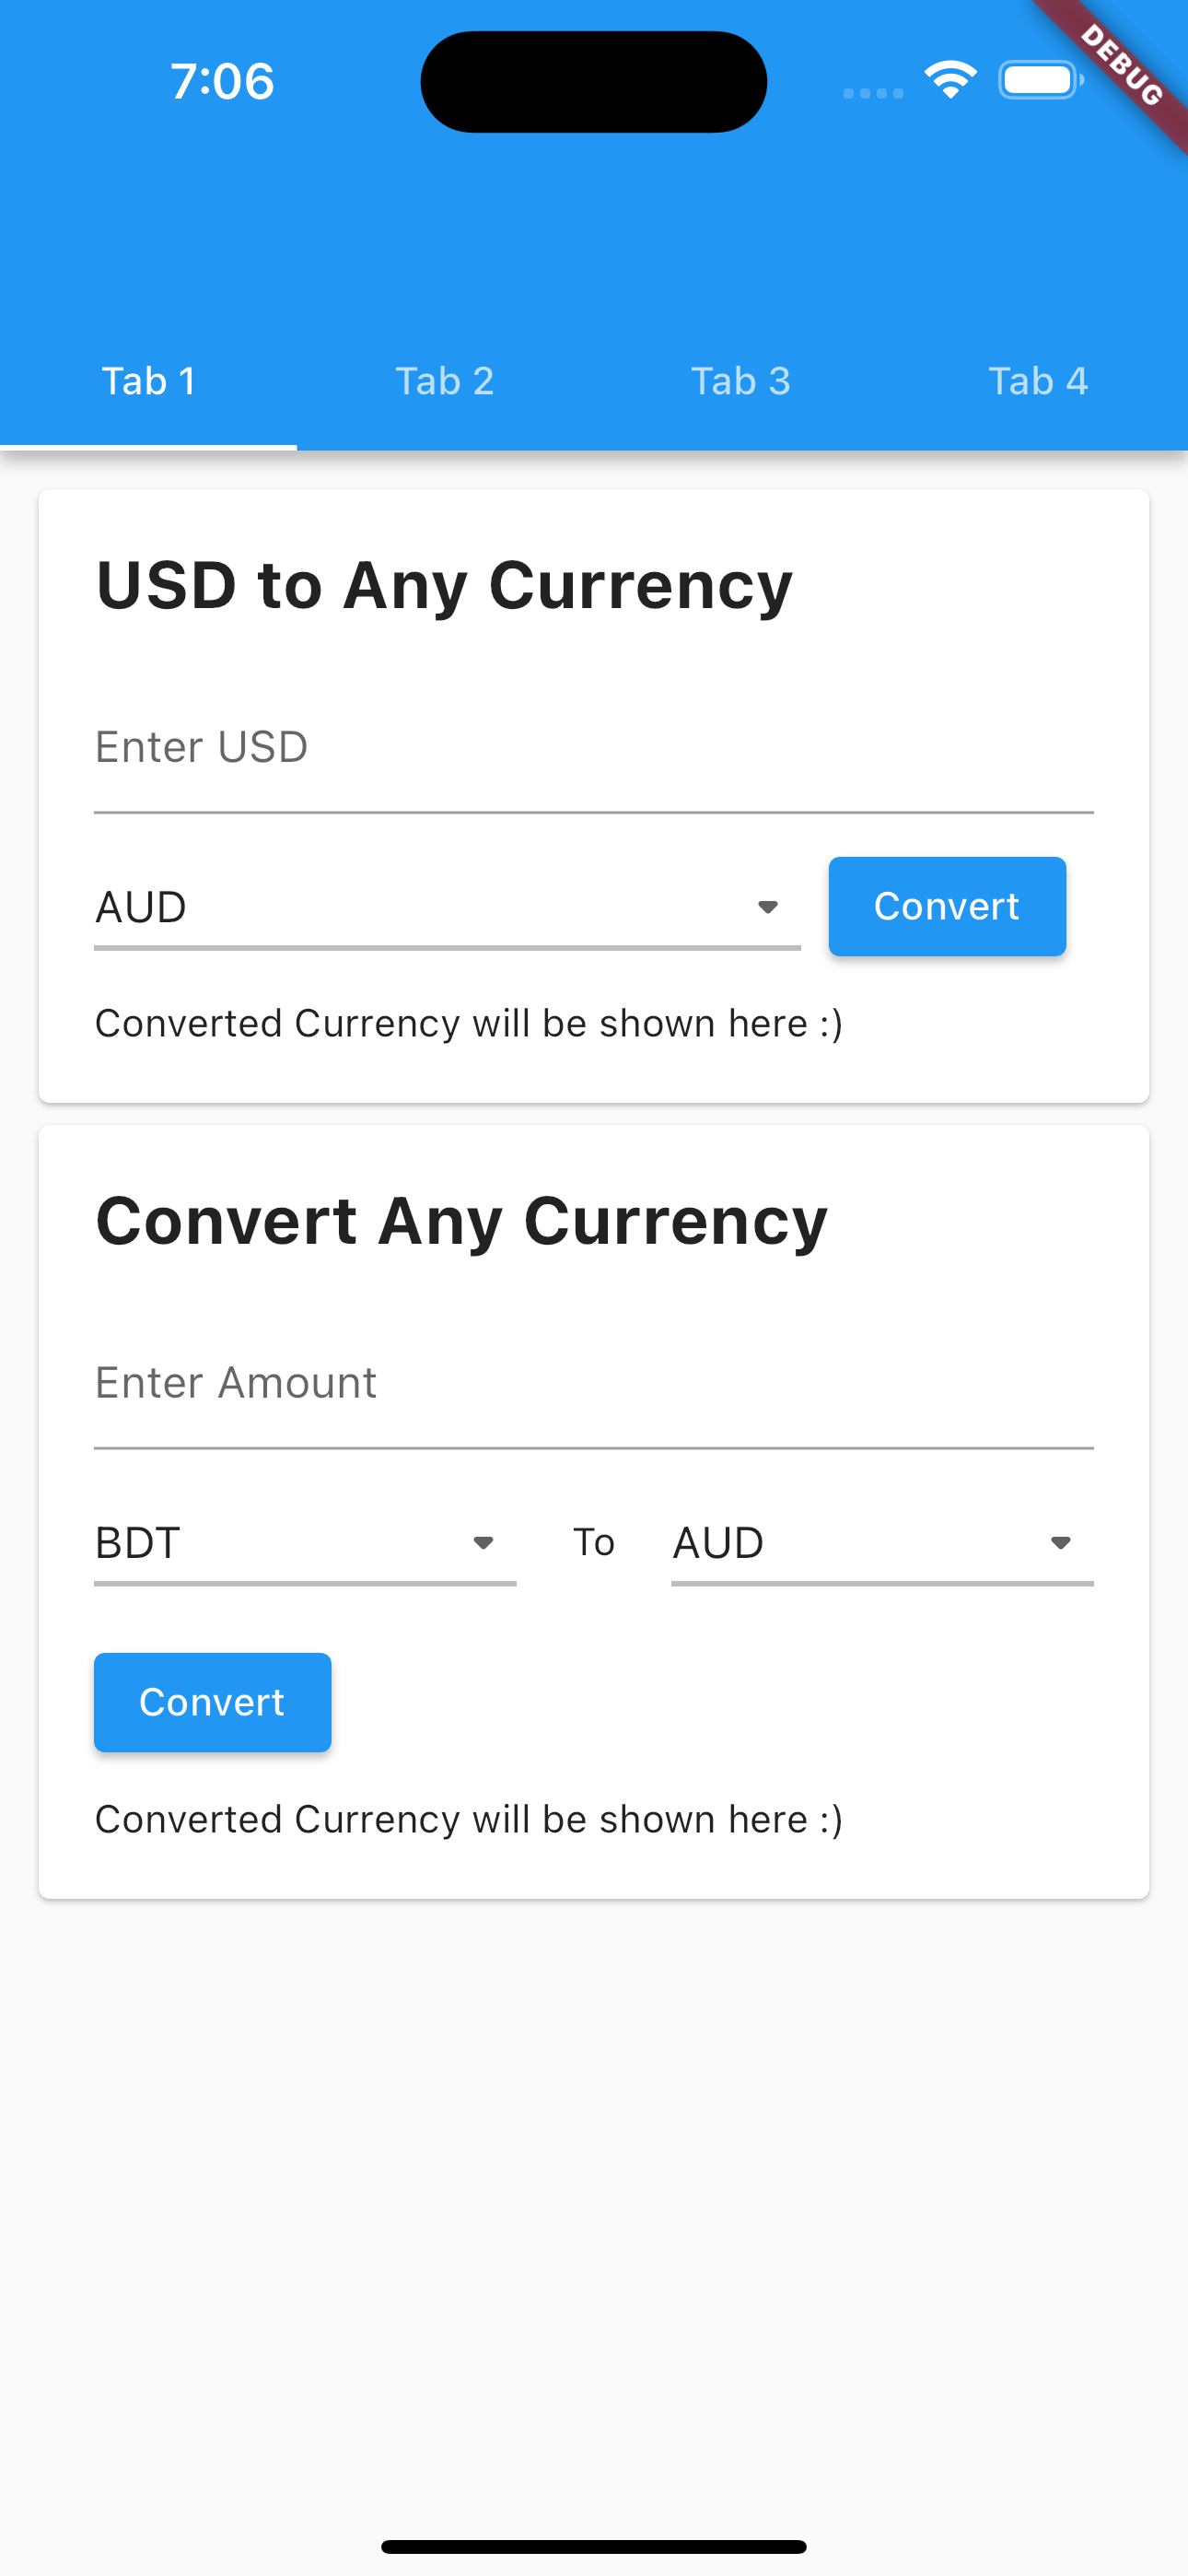 7:06
DEBUG
Tab 1 Tab 2 Tab 3 Tab 4
USD to Any Currency
Enter USD
AUD Convert
Converted Currency will be shown here :)
Convert Any Currency
Enter Amount
BDT To AUD
Convert
Converted Currency will be shown here :)